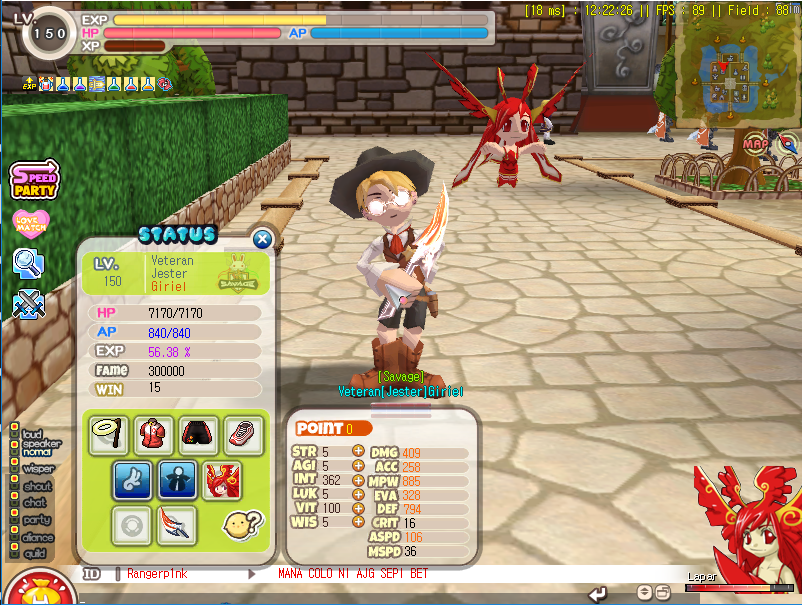 LV.
150
EXP
HP
AP
XP
[18 ms] : 12:22:26 || FPS : 89 || Field : 88
EXP
MAP
SPEED PARTY
LOVE MATCH
STATUS
LV.
150
Veteran
Jester
Giriel
SAVAGE
HP 7170/7170
AP 840/840
EXP 56.38 %
FAME 300000
WIN 15
[Savage]
Veteran[Jester]Giriel
POINT 0
STR 5
AGI 5
INT 362
LUK 5
VIT 100
WIS 5
DMG 409
ACC 258
MPW 885
EVA 328
DEF 794
CRIT 16
ASPD 106
MSPD 36
loud
speaker
nomal
wisper
shout
chat
party
aliance
guild
ID
Rangerp1nk
MANA COLO NI AJG SEPI BET
Lapar